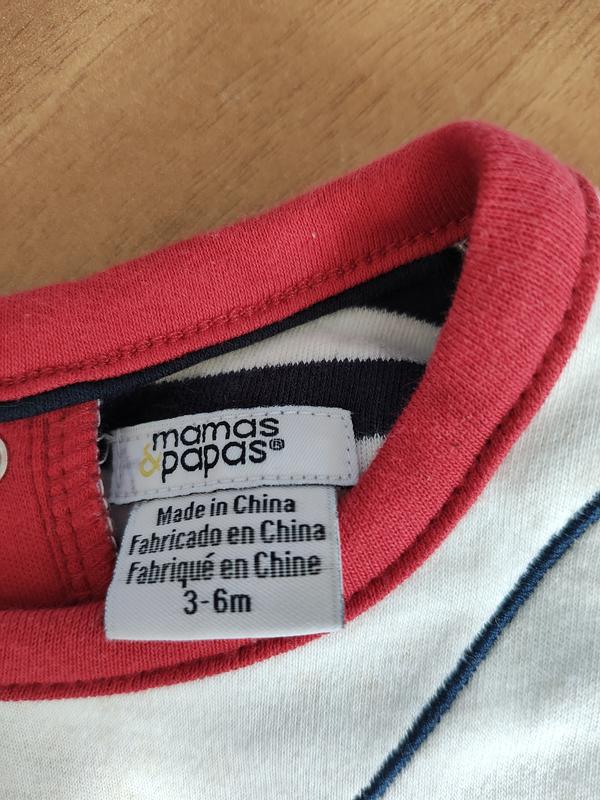 mamas
&papas®
Made in China
Fabricado en China
Fabriqué en Chine
3-6m